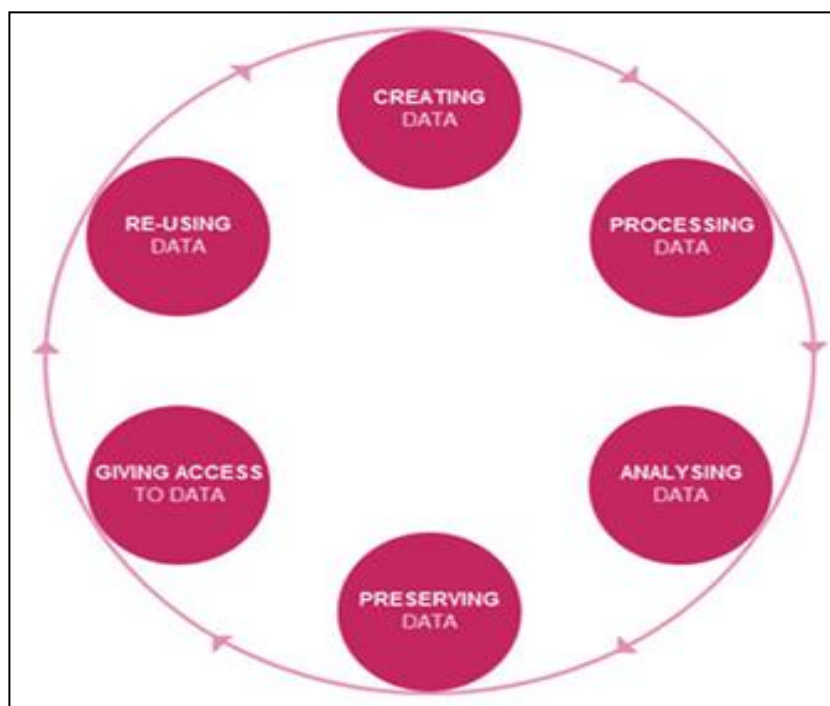 CREATING
DATA
PROCESSING
DATA
ANALYSING
DATA
PRESERVING
DATA
GIVING ACCESS
TO DATA
RE-USING
DATA